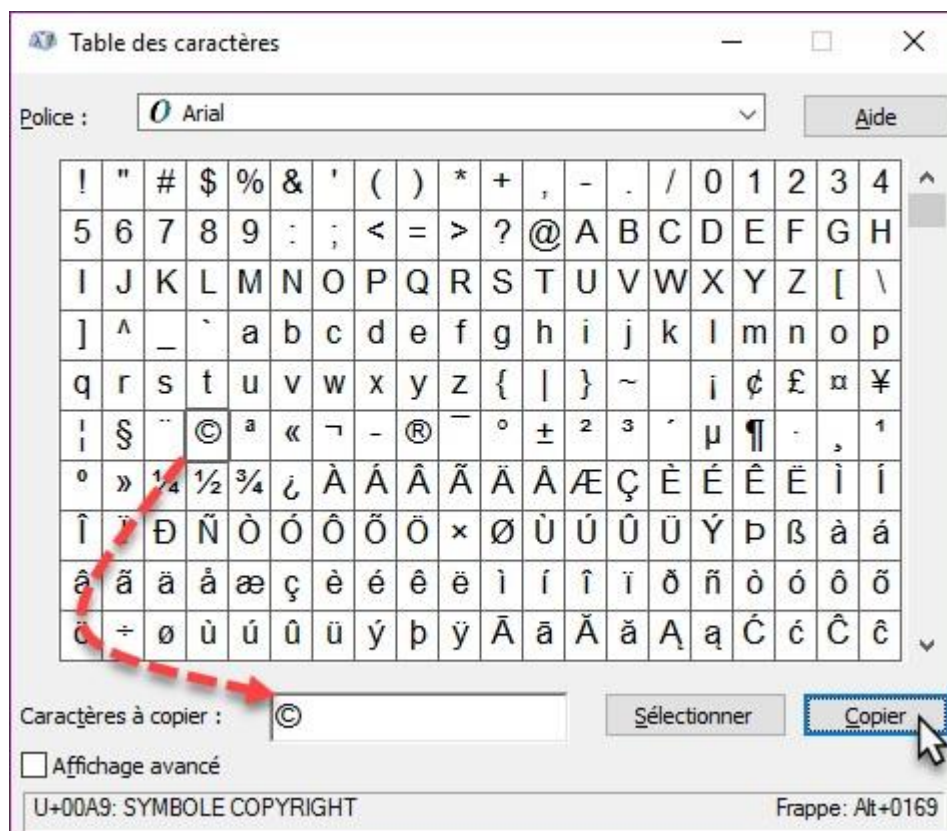 Table des caractères
Police : O Arial Aide
! " # $ % & ' ( ) * + , - . / 0 1 2 3 4
5 6 7 8 9 : ; < = > ? @ A B C D E F G H
I J K L M N O P Q R S T U V W X Y Z [ \
] ^ _ ` a b c d e f g h i j k l m n o p
q r s t u v w x y z { | } ~ ¡ ¢ £ ¤ ¥
¦ § ¨ © ª « ¬ - ® ¯ ° ± ² ³ ´ µ ¶ · ¸ ¹
º » ¼ ½ ¾ ¿ À Á Â Ã Ä Å Æ Ç È É Ê Ë Ì Í
Î Ï Ð Ñ Ò Ó Ô Õ Ö × Ø Ù Ú Û Ü Ý Þ ß à á
â ã ä å æ ç è é ê ë ì í î ï ð ñ ò ó ô õ
ö ÷ ø ù ú û ü ý þ ÿ Ā ā Ă ă Ą ą Ć ć Ĉ ĉ
Caractères à copier : © Sélectionner Copier
Affichage avancé
U+00A9: SYMBOLE COPYRIGHT Frappe: Alt+0169